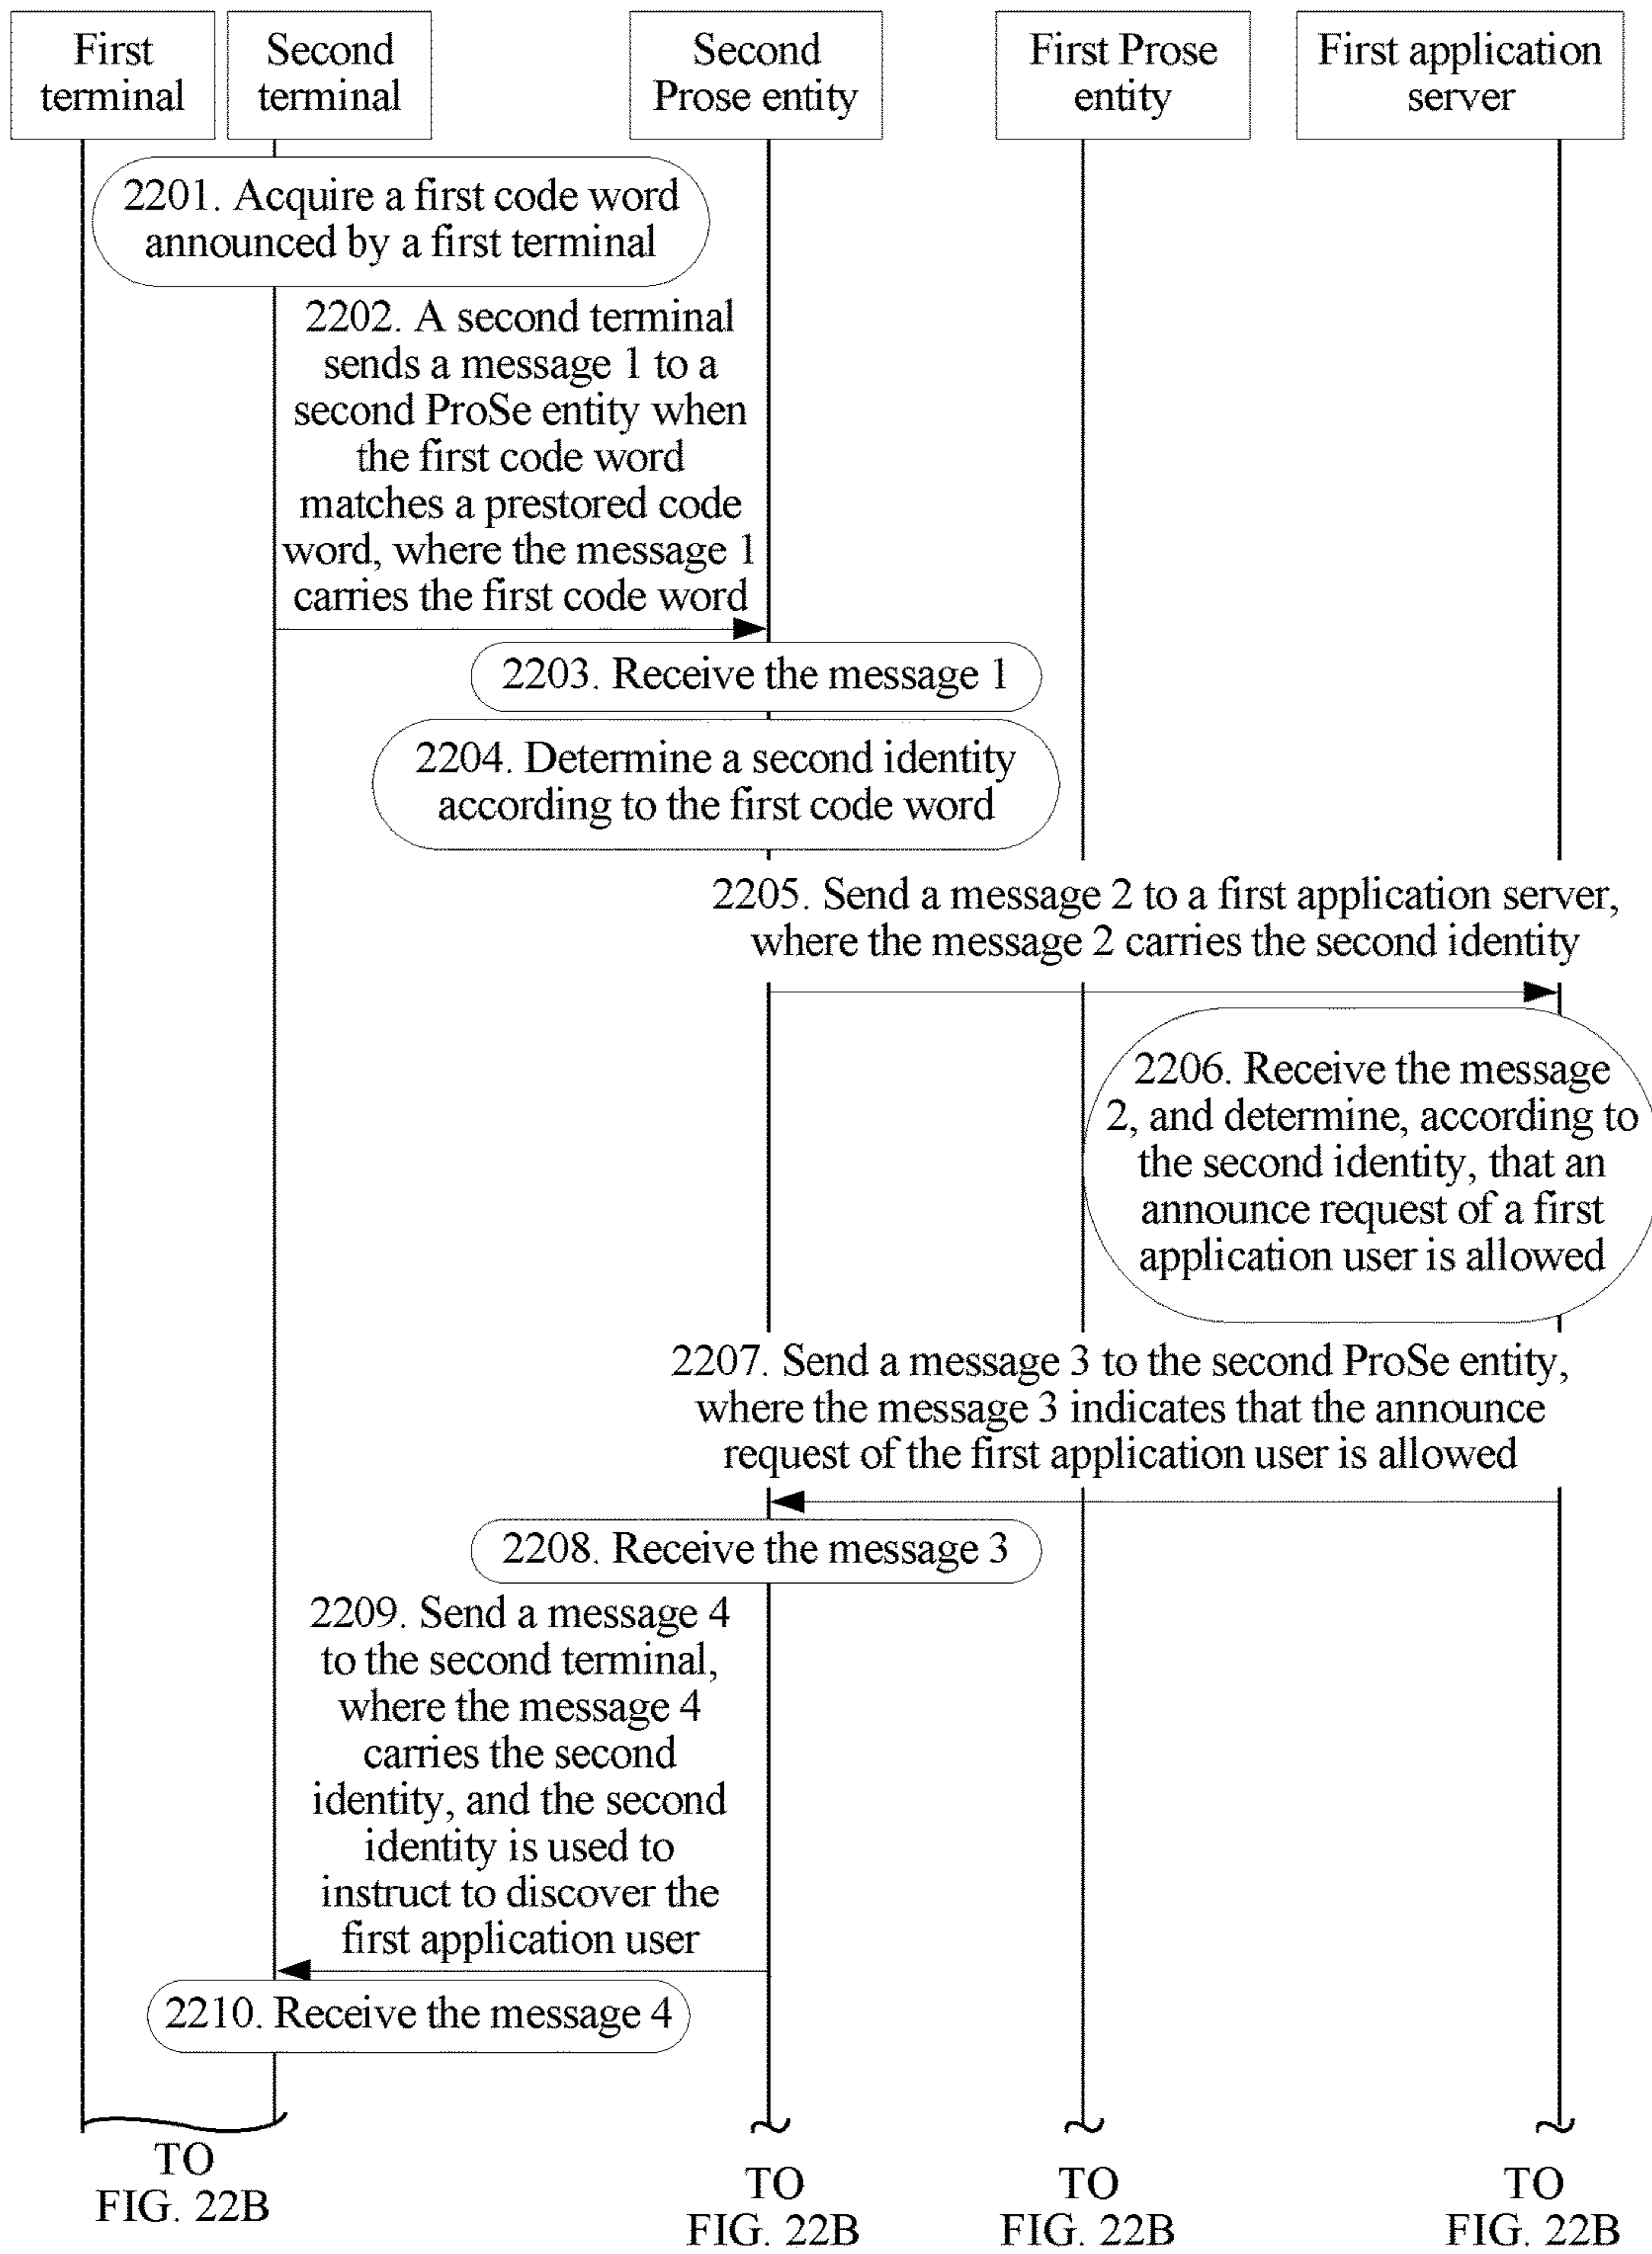 First
terminal
Second
terminal
Second
Prose entity
First Prose
entity
First application
server
2201. Acquire a first code word
announced by a first terminal
2202. A second terminal
sends a message 1 to a
second ProSe entity when
the first code word
matches a prestored code
word, where the message 1
carries the first code word
2203. Receive the message 1
2204. Determine a second identity
according to the first code word
2205. Send a message 2 to a first application server,
where the message 2 carries the second identity
2206. Receive the message
2, and determine, according to
the second identity, that an
announce request of a first
application user is allowed
2207. Send a message 3 to the second ProSe entity,
where the message 3 indicates that the announce
request of the first application user is allowed
2208. Receive the message 3
2209. Send a message 4
to the second terminal,
where the message 4
carries the second
identity, and the second
identity is used to
instruct to discover the
first application user
2210. Receive the message 4
TO
FIG. 22B
TO
FIG. 22B
TO
FIG. 22B
TO
FIG. 22B